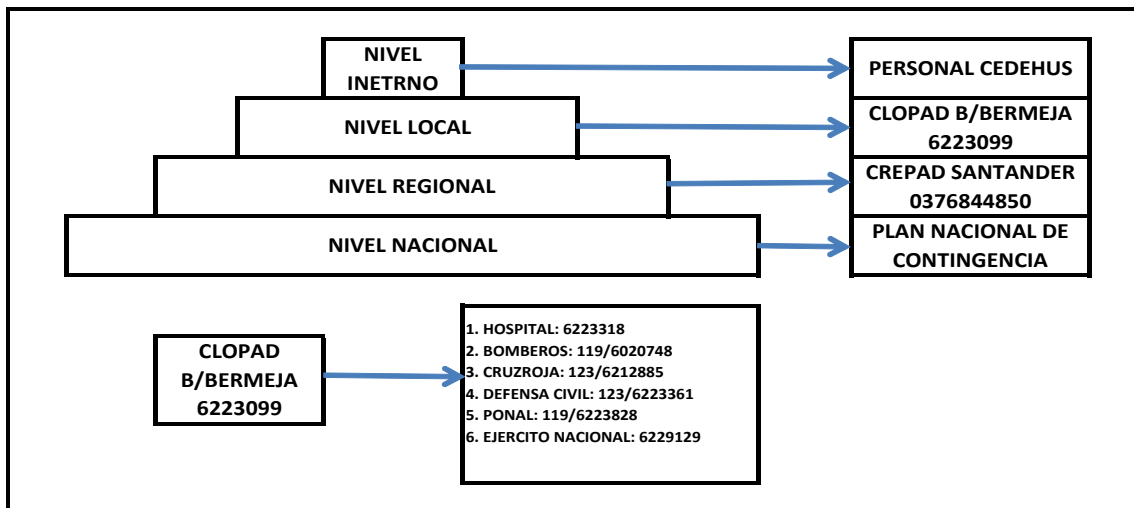 NIVEL
INETRNO
PERSONAL CEDEHUS
NIVEL LOCAL
CLOPAD B/BERMEJA
6223099
NIVEL REGIONAL
CREPAD SANTANDER
0376844850
NIVEL NACIONAL
PLAN NACIONAL DE
CONTINGENCIA
CLOPAD
B/BERMEJA
6223099
1. HOSPITAL: 6223318
2. BOMBEROS: 119/6020748
3. CRUZROJA: 123/6212885
4. DEFENSA CIVIL: 123/6223361
5. PONAL: 119/6223828
6. EJERCITO NACIONAL: 6229129